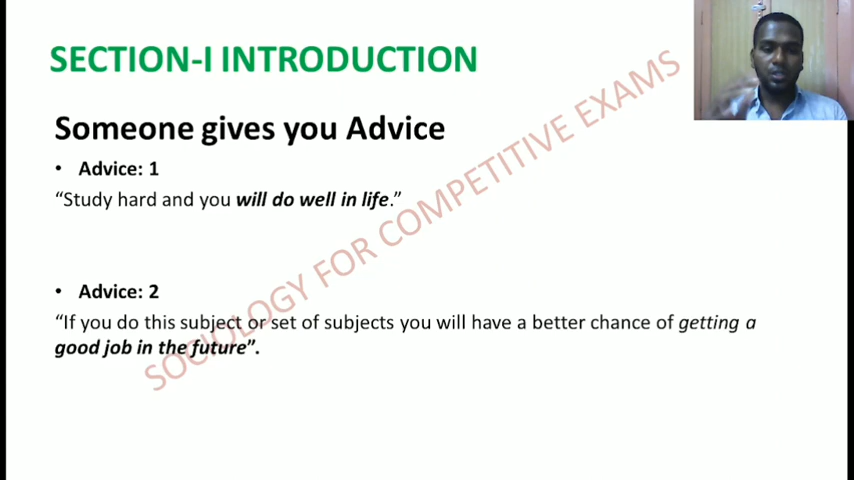 SECTION-I INTRODUCTION
Someone gives you Advice
• Advice: 1
“Study hard and you will do well in life.”
• Advice: 2
“If you do this subject or set of subjects you will have a better chance of getting a
good job in the future”.
SOCIOLOGY FOR COMPETITIVE EXAMS